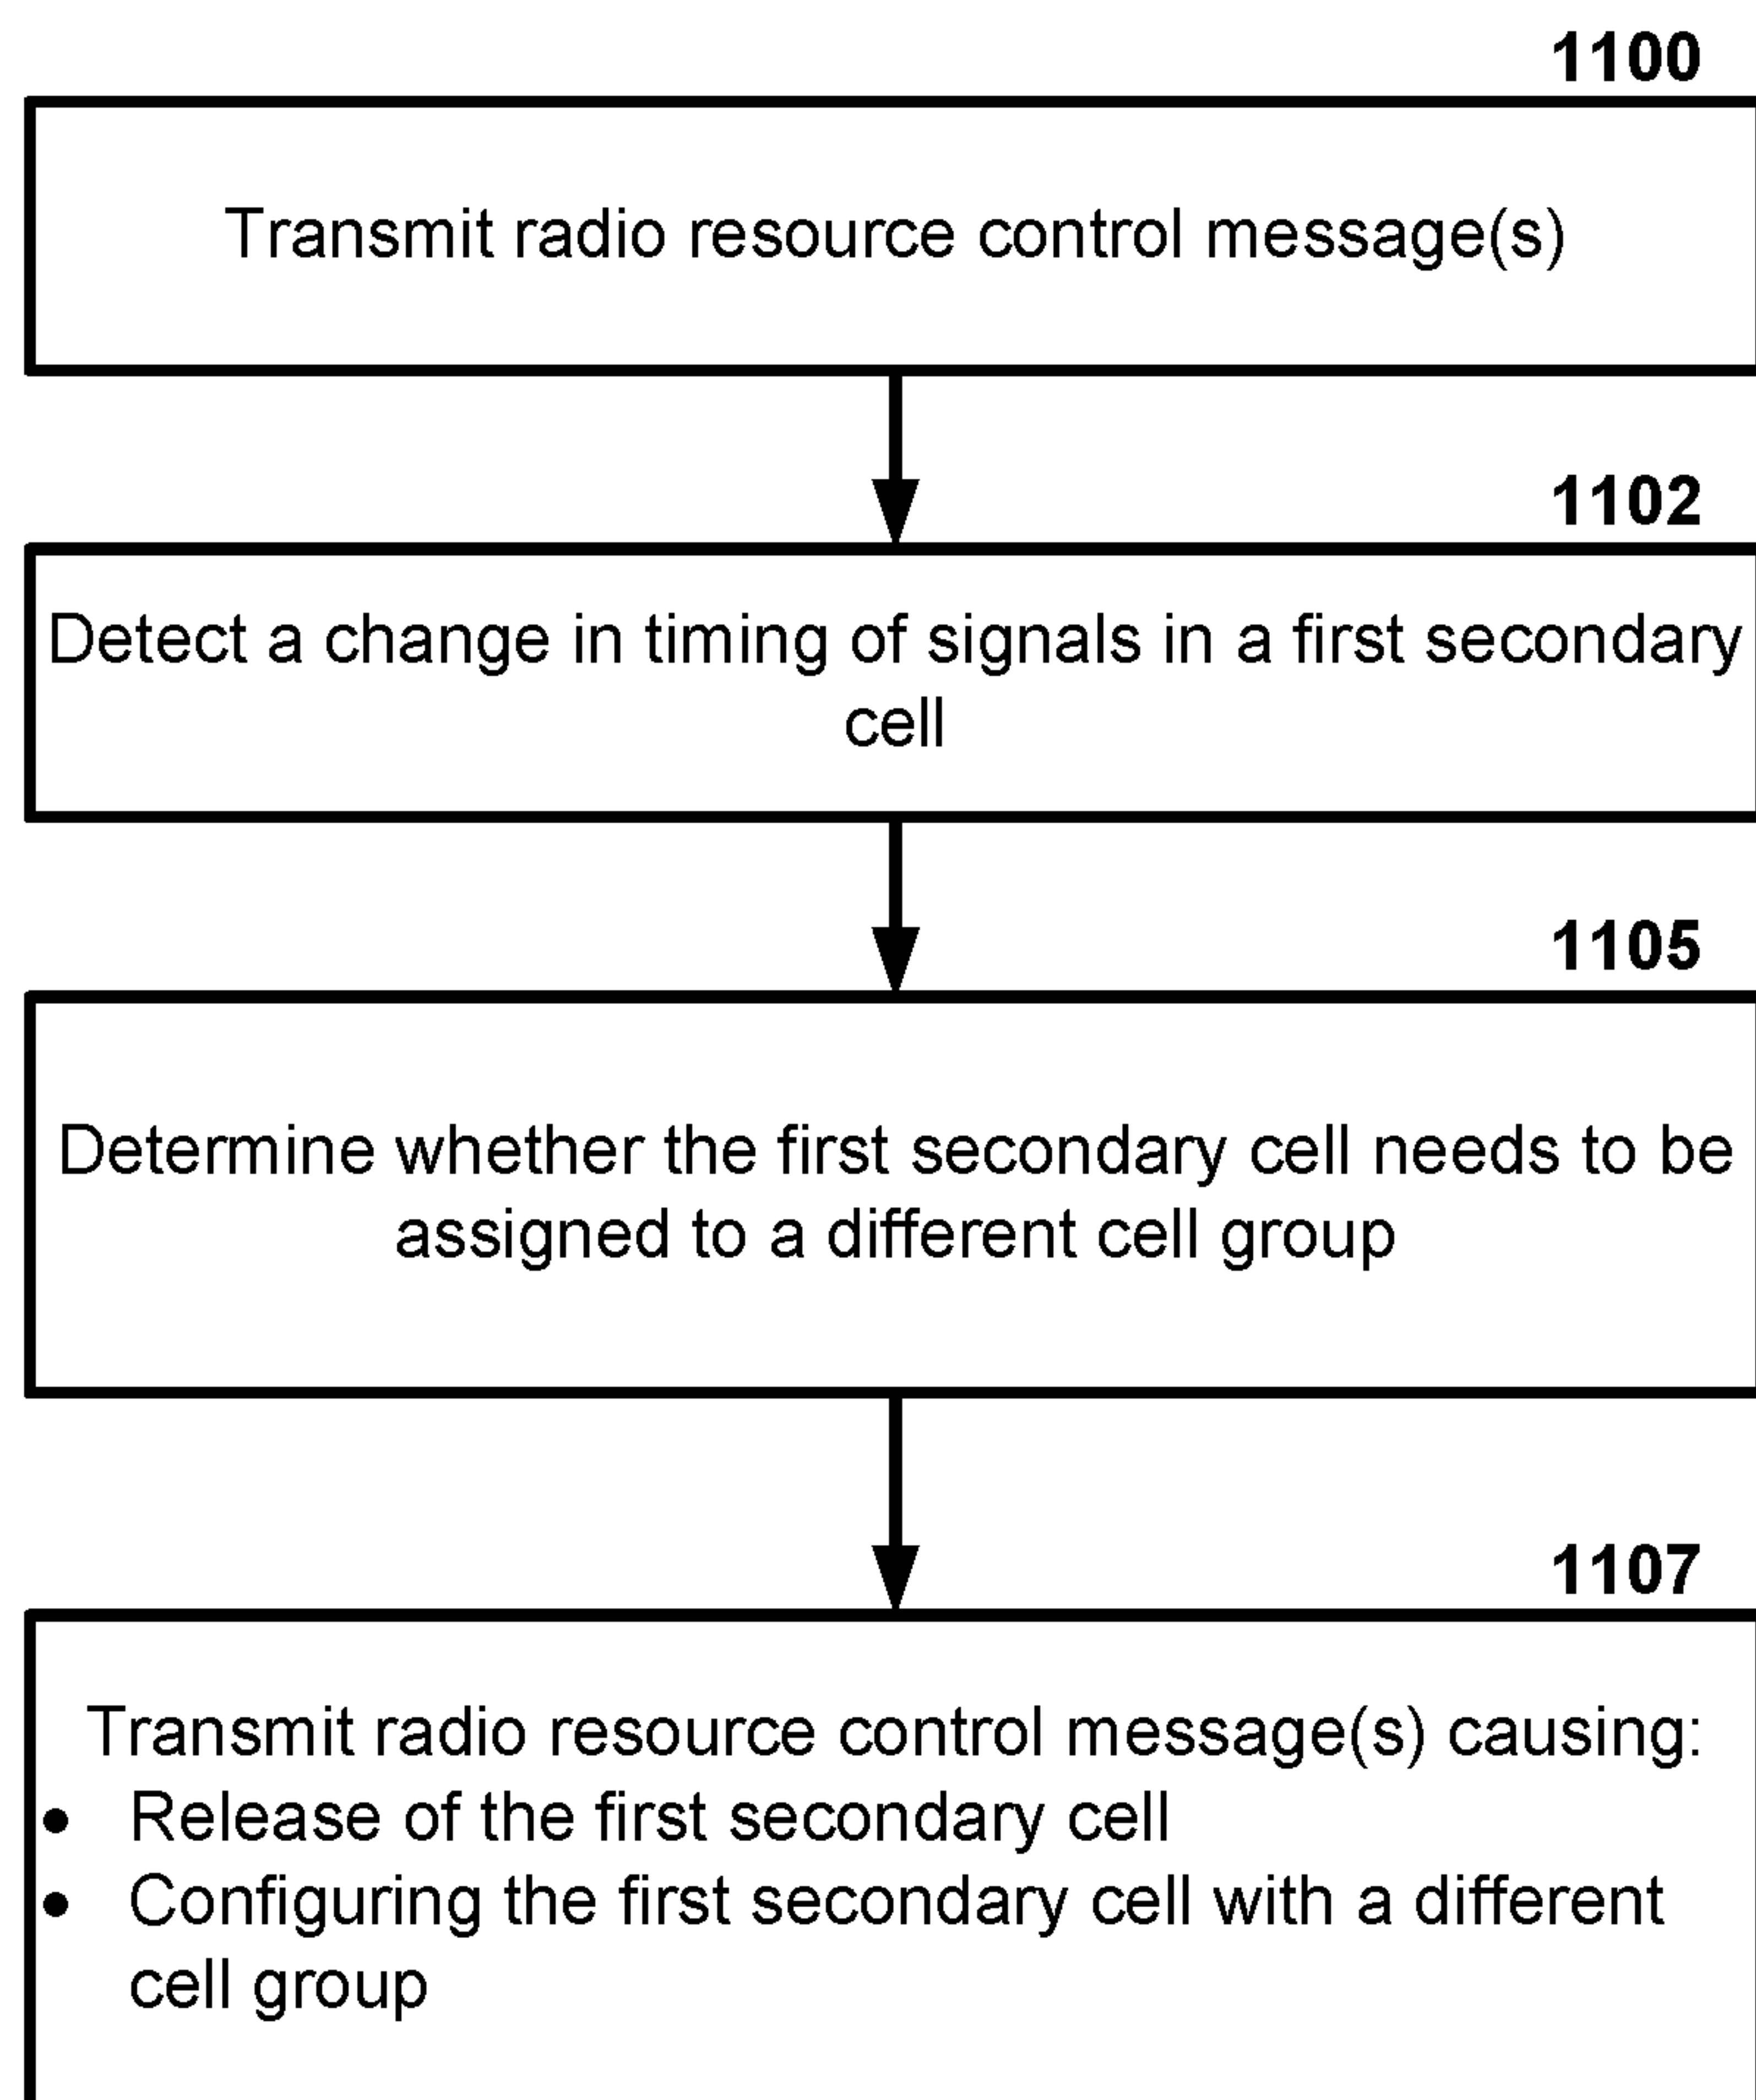 1100
Transmit radio resource control message(s)
1102
Detect a change in timing of signals in a first secondary
cell
1105
Determine whether the first secondary cell needs to be
assigned to a different cell group
1107
Transmit radio resource control message(s) causing:
• Release of the first secondary cell
• Configuring the first secondary cell with a different
cell group